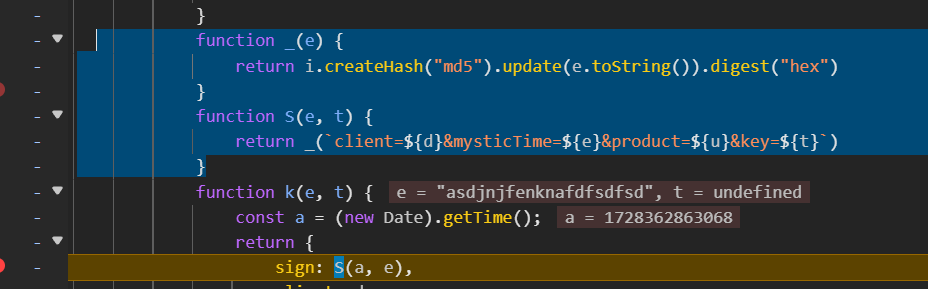 }
function _(e) {
return i.createHash("md5").update(e.toString()).digest("hex")
}
function S(e, t) {
return _(`client=${d}&mysticTime=${e}&product=${u}&key=${t}`)
}
function k(e, t) { e = "asdjnjfenknafdfsdfsd", t = undefined
const a = (new Date).getTime(); a = 1728362863068
return {
sign: S(a, e),